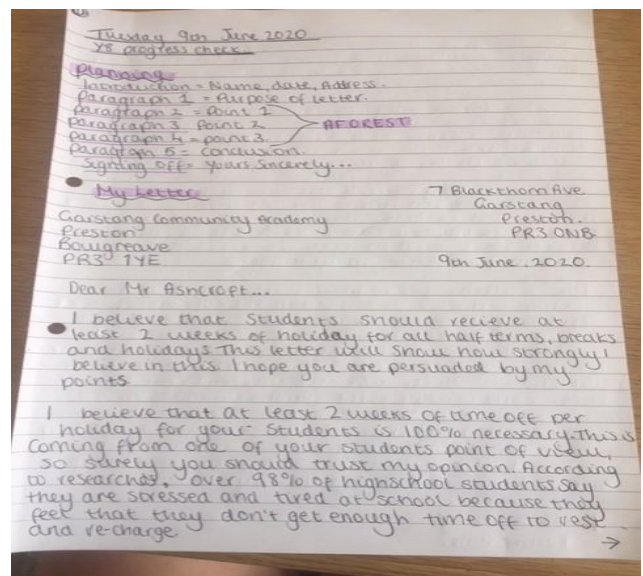 Tuesday 9th June 2020
Y8 progress check
Planning
Introduction = Name, date, Address.
Paragraph 1 = Purpose of letter.
Paragraph 2 = Point 1
Paragraph 3 Point 2
AFOREST
Paragraph 4 = point 3.
Paragraph 5 = conclusion.
Signing off = Yours Sincerely...
My Letter
7 Blackthorn Ave
Garstang
Preston.
PR3 0NB
Garstang Community Academy
Preston
Bowgreave
PR3 1YE
9th June, 2020.
Dear Mr Ashcroft...
I believe that students should recieve at
least 2 weeks of holiday for all half terms, breaks
and holidays. This letter will show how strongly I
believe in this. I hope you are persuaded by my
points.
I believe that at least 2 weeks of time off per
holiday for your students is 100% necessary. This is
coming from one of your students point of view,
so surely you should trust my opinion. According
to researchers, over 98% of highschool students say
they are stressed and tired at school because they
feel that they don't get enough time off to rest
and re-charge
→